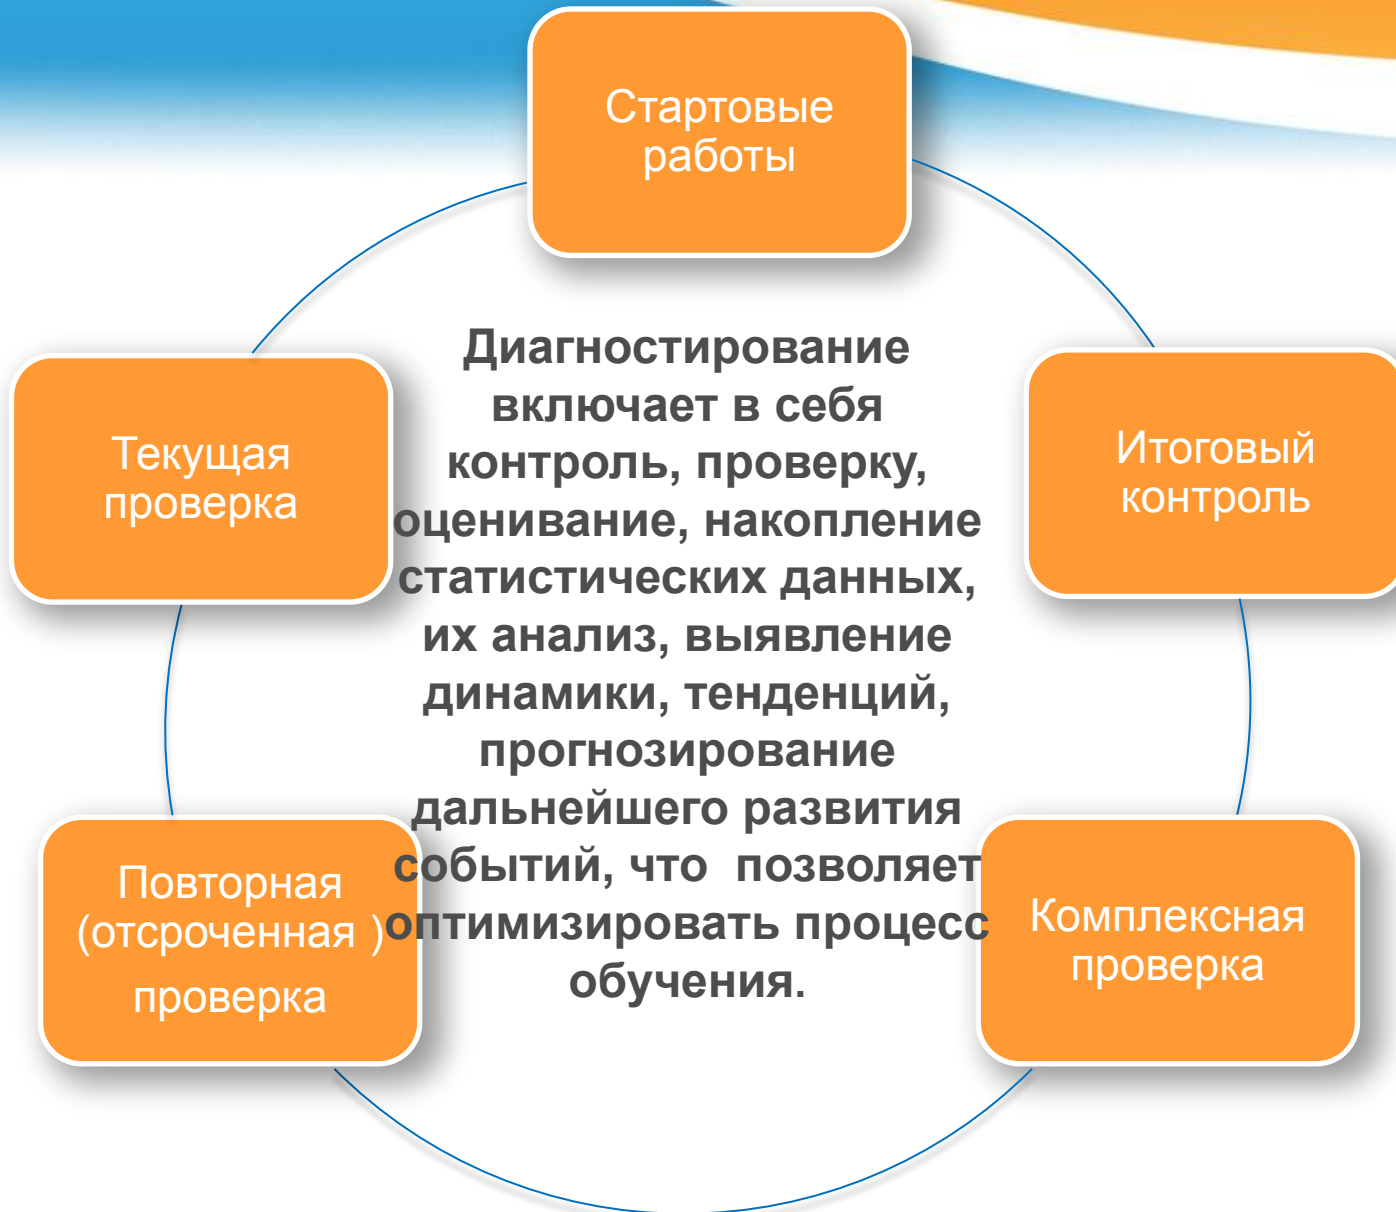 Стартовые
работы
Диагностирование
включает в себя
контроль, проверку,
оценивание, накопление
статистических данных,
их анализ, выявление
динамики, тенденций,
прогнозирование
дальнейшего развития
событий, что  позволяет
оптимизировать процесс
обучения.
Текущая
проверка
Итоговый
контроль
Повторная
(отсроченная )
проверка
Комплексная
проверка